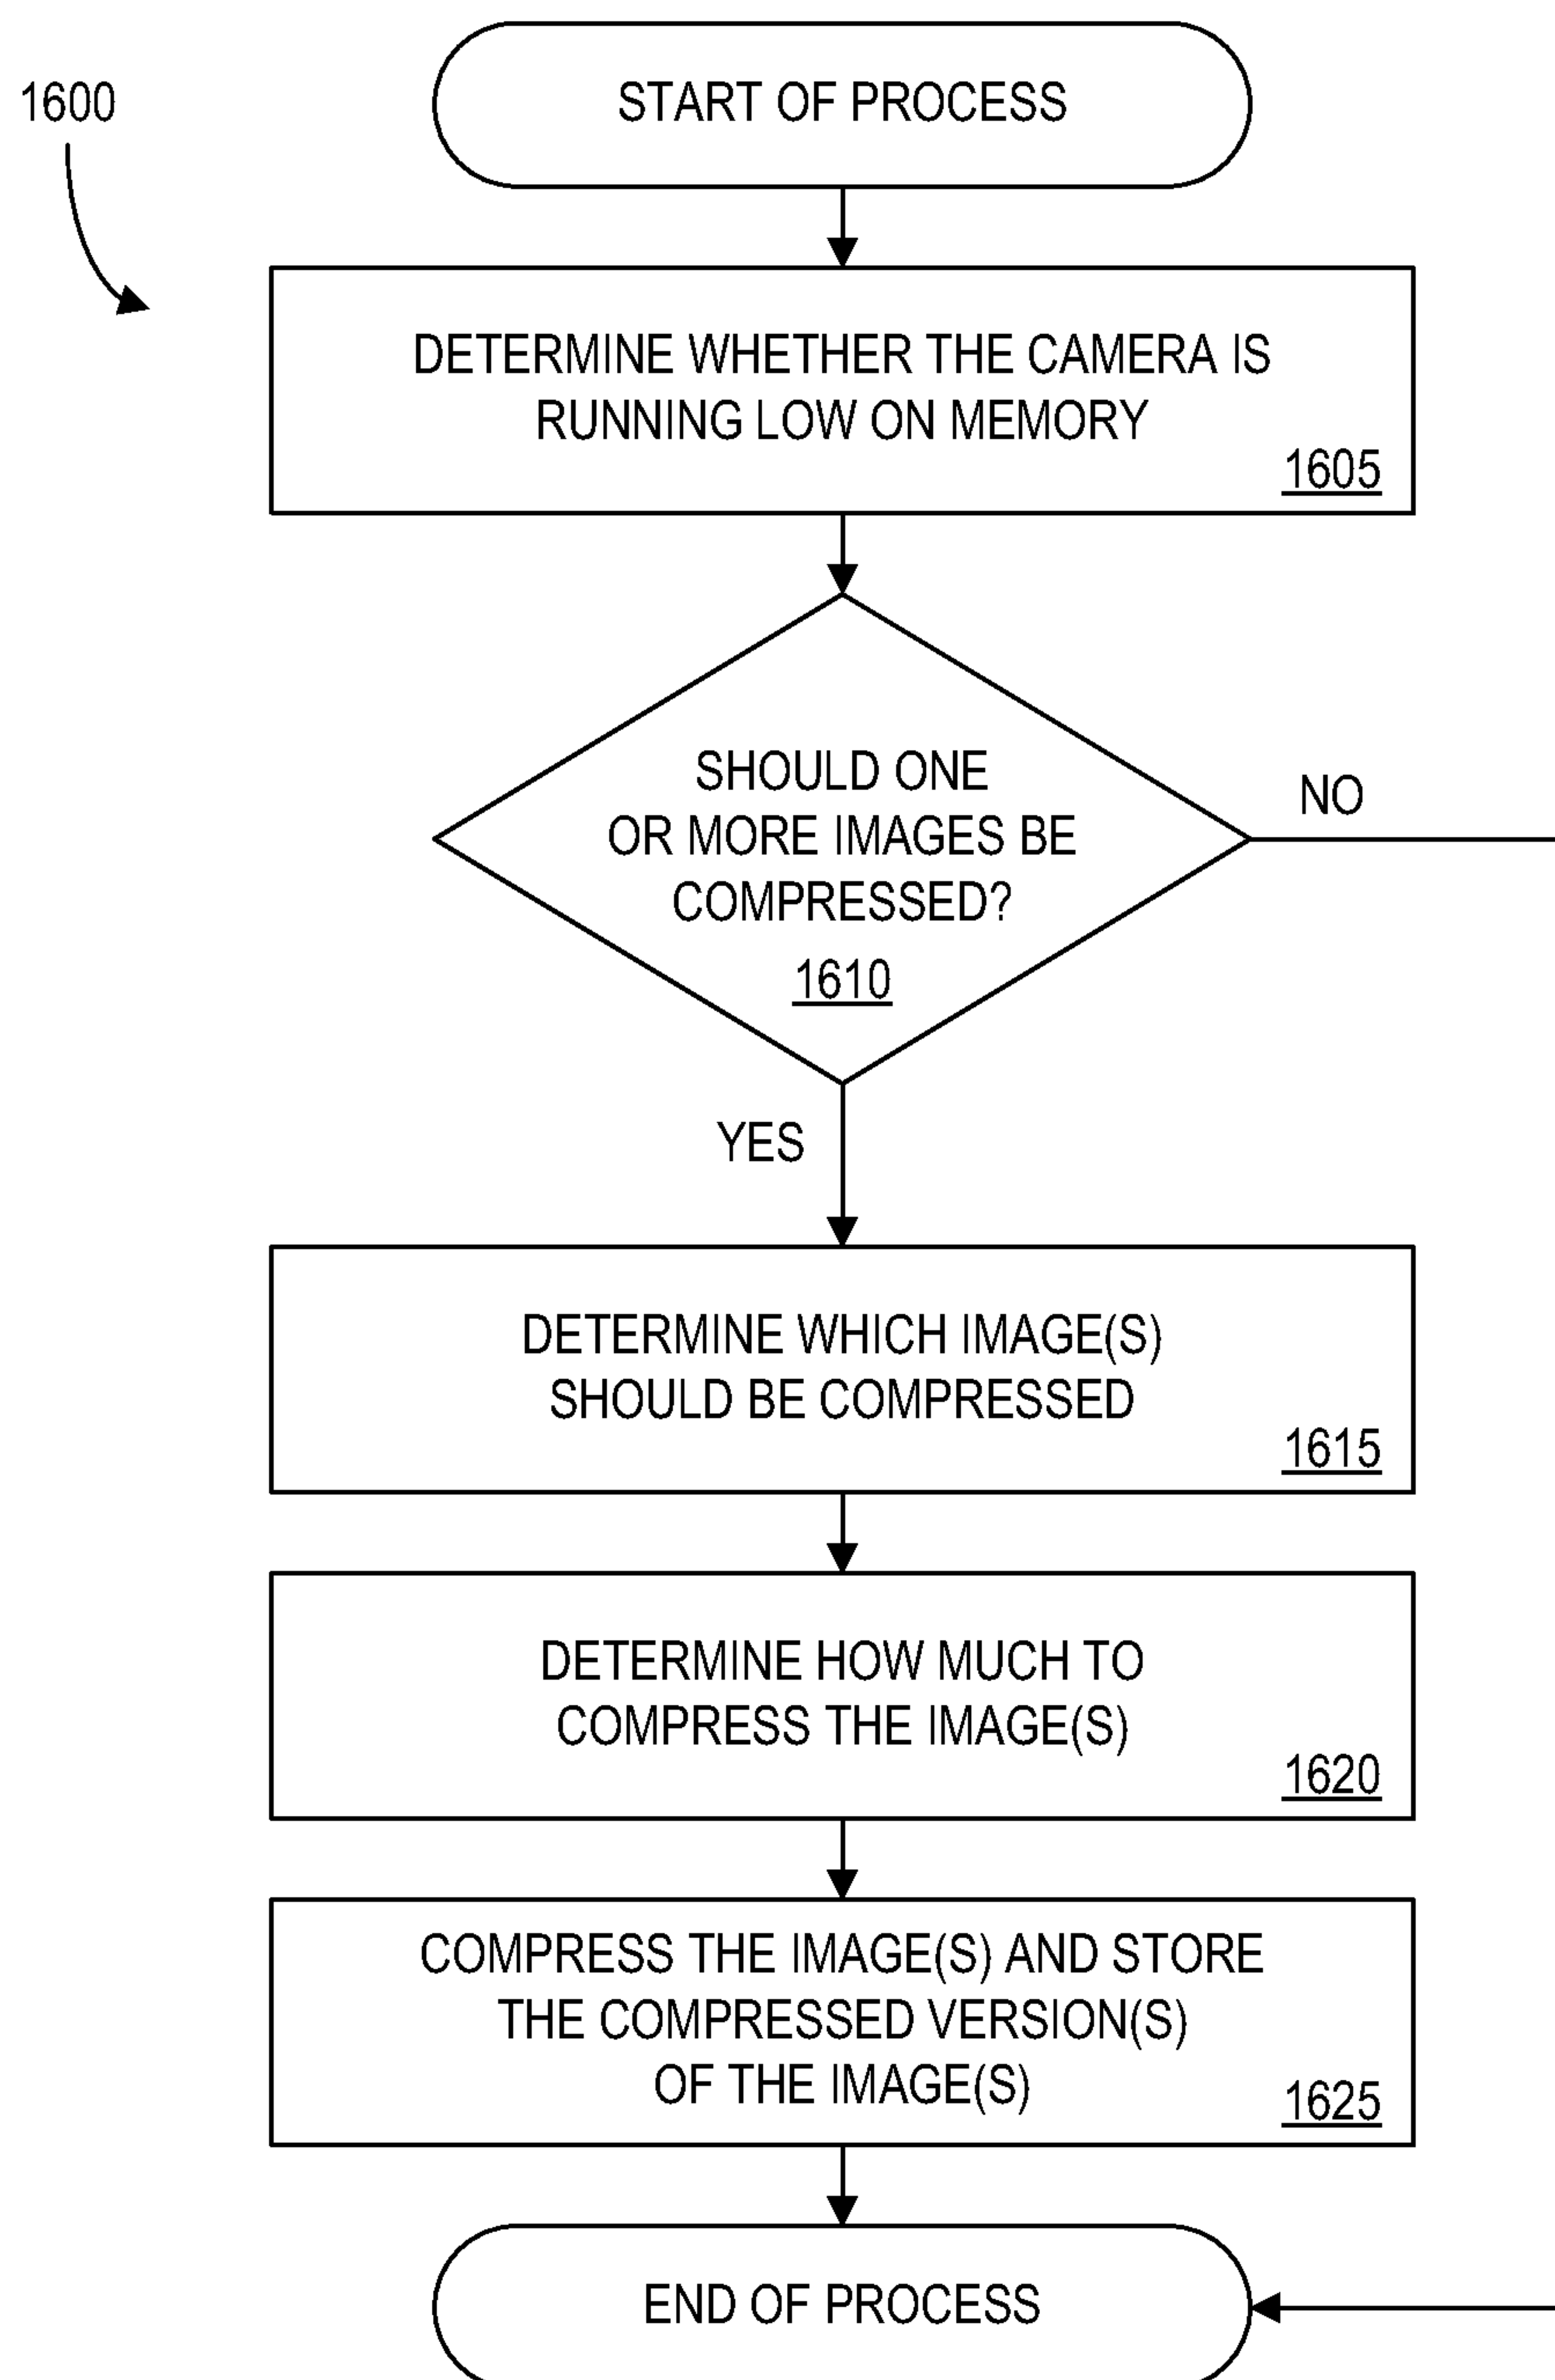 1600
START OF PROCESS
DETERMINE WHETHER THE CAMERA IS
RUNNING LOW ON MEMORY
1605
SHOULD ONE
OR MORE IMAGES BE
COMPRESSED?
1610
NO
YES
DETERMINE WHICH IMAGE(S)
SHOULD BE COMPRESSED
1615
DETERMINE HOW MUCH TO
COMPRESS THE IMAGE(S)
1620
COMPRESS THE IMAGE(S) AND STORE
THE COMPRESSED VERSION(S)
OF THE IMAGE(S)
1625
END OF PROCESS